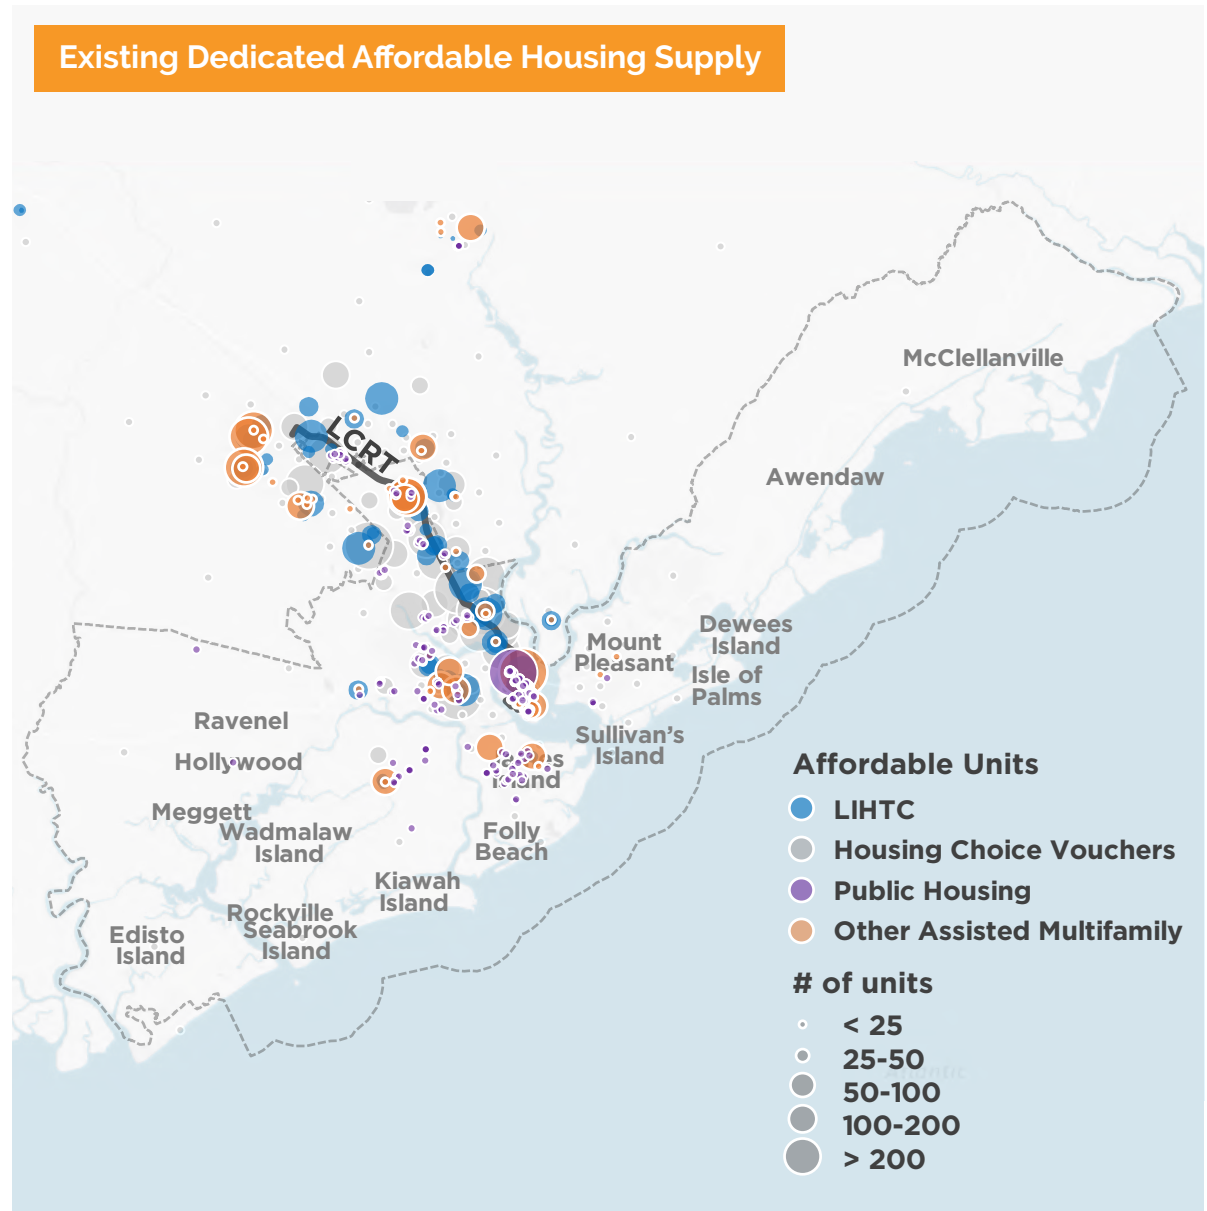 Existing Dedicated Affordable Housing Supply
McClellanville
LCRT
Awendaw
Dewees
Island
Mount
Pleasant
Isle of
Palms
Ravenel
Sullivan's
Island
Hollywood
Island
Meggett
Wadmalaw
Island
Folly
Beach
Kiawah
Island
Rockville
Seabrook
Island
Edisto
Island
Affordable Units
LIHTC
Housing Choice Vouchers
Public Housing
Other Assisted Multifamily
# of units
< 25
25-50
50-100
100-200
> 200